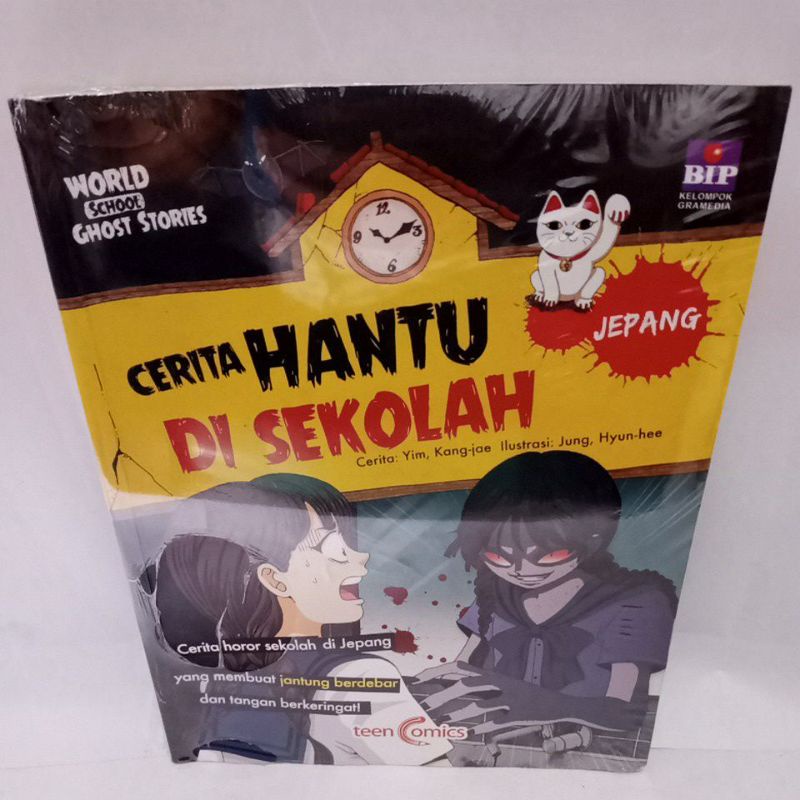 WORLD
SCHOOL
GHOST STORIES
BIP
KELOMPOK
GRAMEDIA
12
3
6
9
JEPANG
CERITA HANTU
DI SEKOLAH
Cerita: Yim, Kang-jae Ilustrasi: Jung, Hyun-hee
Cerita horor sekolah di Jepang
yang membuat jantung berdebar
dan tangan berkeringat!
teen Comics